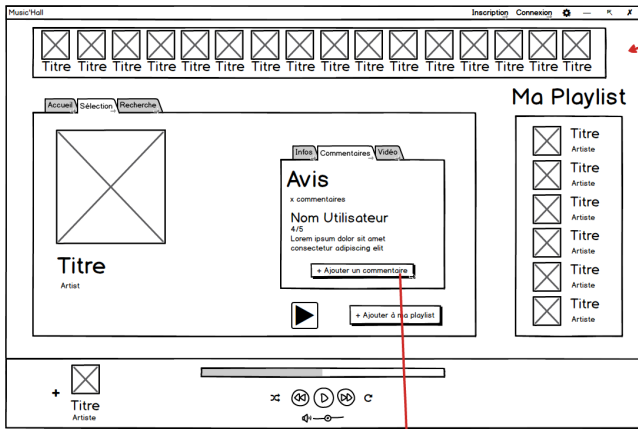 Music'Hall
Inscription Connexion
Titre Titre Titre Titre Titre Titre Titre Titre Titre Titre Titre Titre Titre Titre Titre Titre
Accueil Sélection Recherche
Titre
Artist
Infos Commentaires Vidéo
Avis
x commentaires
Nom Utilisateur
4/5
Lorem ipsum dolor sit amet
consectetur adipiscing elit
+ Ajouter un commentaire
+ Ajouter à ma playlist
Ma Playlist
Titre
Artiste
Titre
Artiste
Titre
Artiste
Titre
Artiste
Titre
Artiste
Titre
Artiste
+
Titre
Artiste